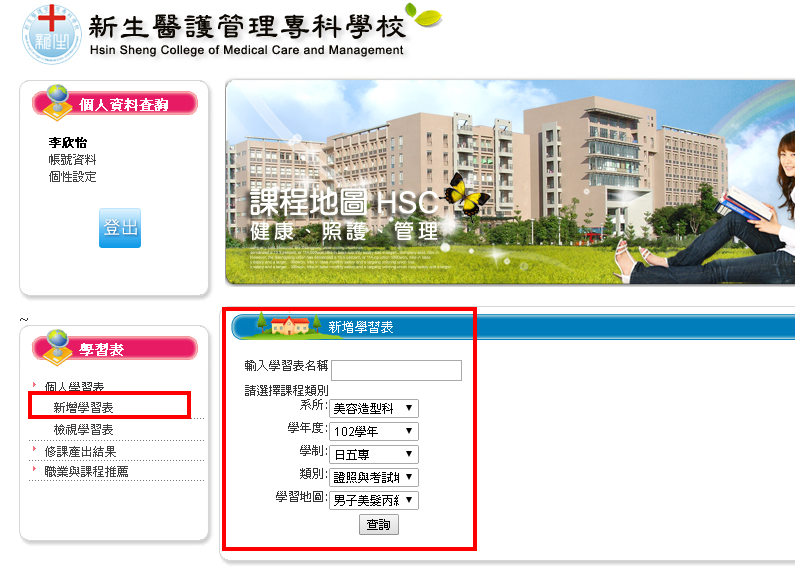 新生醫護管理專科學校
Hsin Sheng College of Medical Care and Management
個人資料查詢
李欣怡
帳號資料
個性設定
登出
課程地圖 HSC
健康、照護、管理
~
學習表
個人學習表
新增學習表
檢視學習表
修課產出結果
職業與課程推薦
新增學習表
輸入學習表名稱
請選擇課程類別
系所: 美容造型科
學年度: 102學年
學制: 日五專
類別: 證照與考試地
學習地圖: 男子美髮丙級
查詢